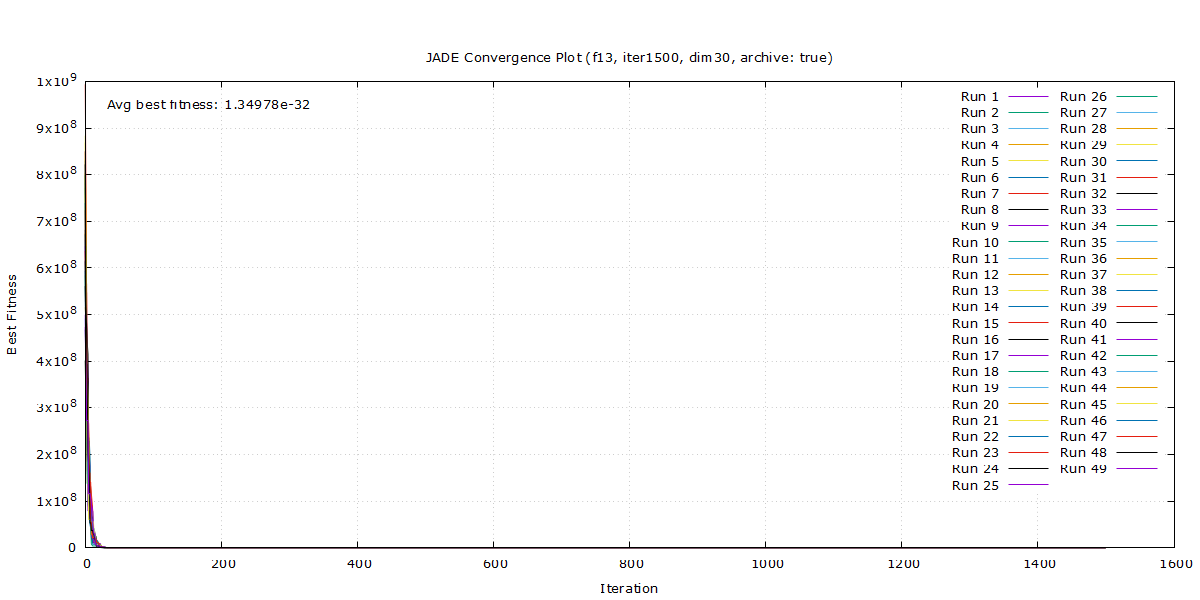 JADE Convergence Plot (f13, iter1500, dim30, archive: true)
Avg best fitness: 1.34978e-32
1x10^9
9x10^8
8x10^8
7x10^8
6x10^8
5x10^8
4x10^8
3x10^8
2x10^8
1x10^8
0
Best Fitness
Run 1
Run 2
Run 3
Run 4
Run 5
Run 6
Run 7
Run 8
Run 9
Run 10
Run 11
Run 12
Run 13
Run 14
Run 15
Run 16
Run 17
Run 18
Run 19
Run 20
Run 21
Run 22
Run 23
Run 24
Run 25
Run 26
Run 27
Run 28
Run 29
Run 30
Run 31
Run 32
Run 33
Run 34
Run 35
Run 36
Run 37
Run 38
Run 39
Run 40
Run 41
Run 42
Run 43
Run 44
Run 45
Run 46
Run 47
Run 48
Run 49
0 200 400 600 800 1000 1200 1400 1600
Iteration